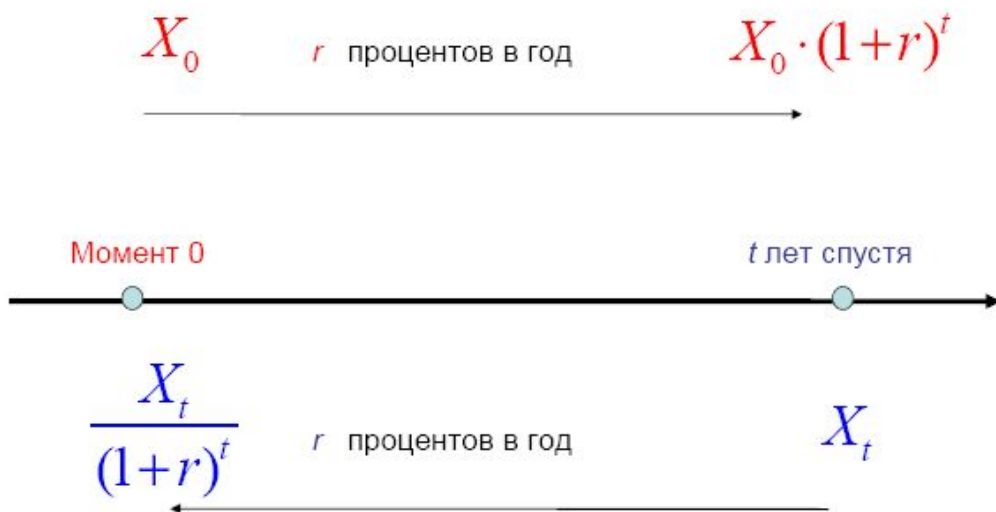 X₀ r процентов в год X₀ · (1+r)ᵗ
Момент 0 t лет спустя
Xₜ / (1+r)ᵗ r процентов в год Xₜ